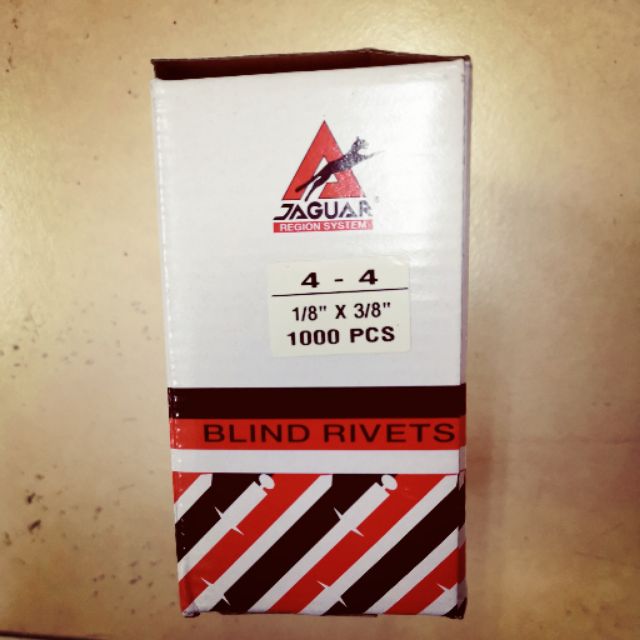 JAGUAR®
REGION SYSTEM
4 - 4
1/8" X 3/8"
1000 PCS
BLIND RIVETS